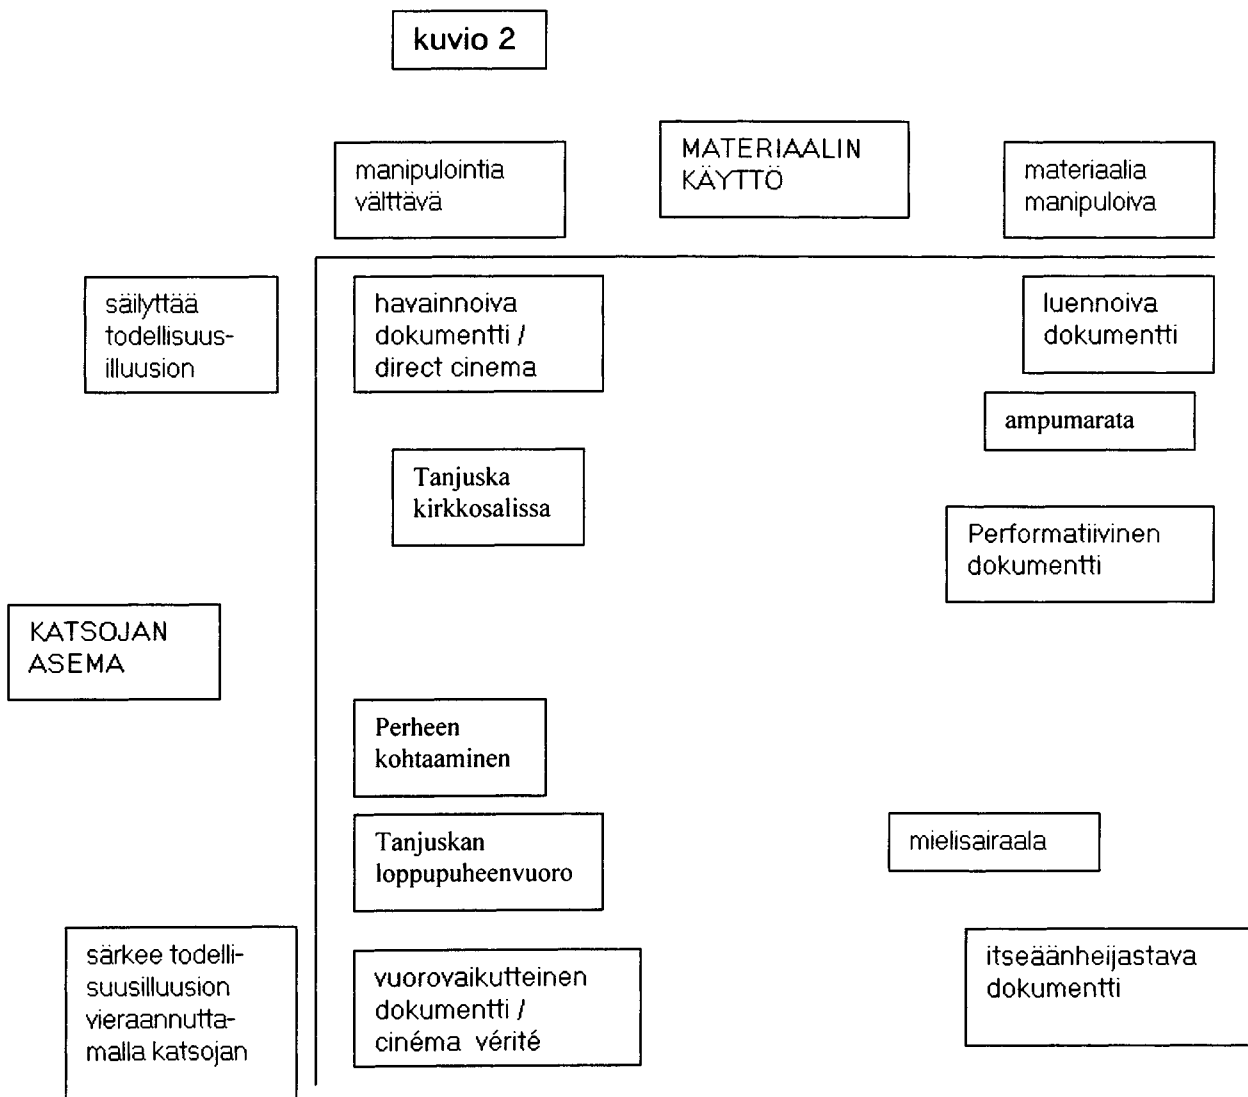 kuvio 2
manipulointia
välttävä
MATERIAALIN
KÄYTTÖ
materiaalia
manipuloiva
säilyttää
todellisuus-
illuusion
havainnoiva
dokumentti /
direct cinema
luennoiva
dokumentti
ampumarata
Tanjuska
kirkkosalissa
Performatiivinen
dokumentti
KATSOJAN
ASEMA
Perheen
kohtaaminen
Tanjuskan
loppupuheenvuoro
mielisairaala
särkee todelli-
suusilluusion
vieraannutta-
malla katsojan
vuorovaikutteinen
dokumentti /
cinéma vérité
itseäänheijastava
dokumentti